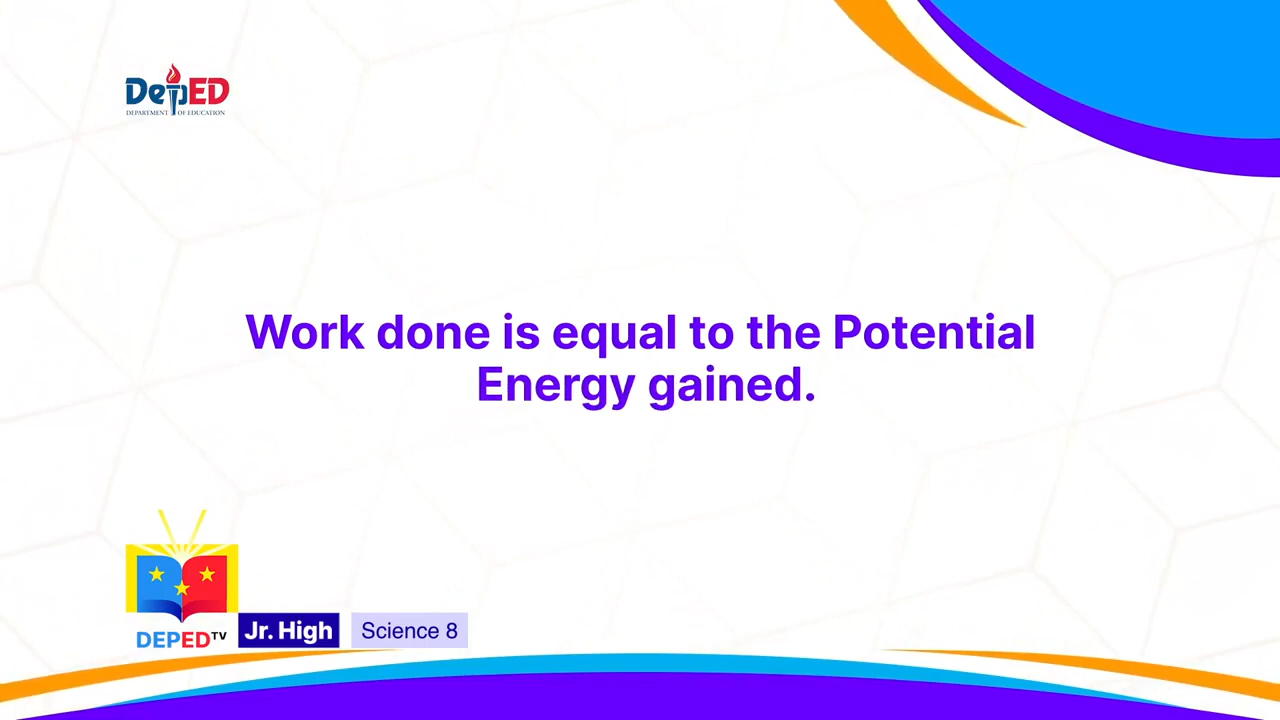 DepED
DEPARTMENT OF EDUCATION
Work done is equal to the Potential
Energy gained.
DEPED TV
Jr. High
Science 8